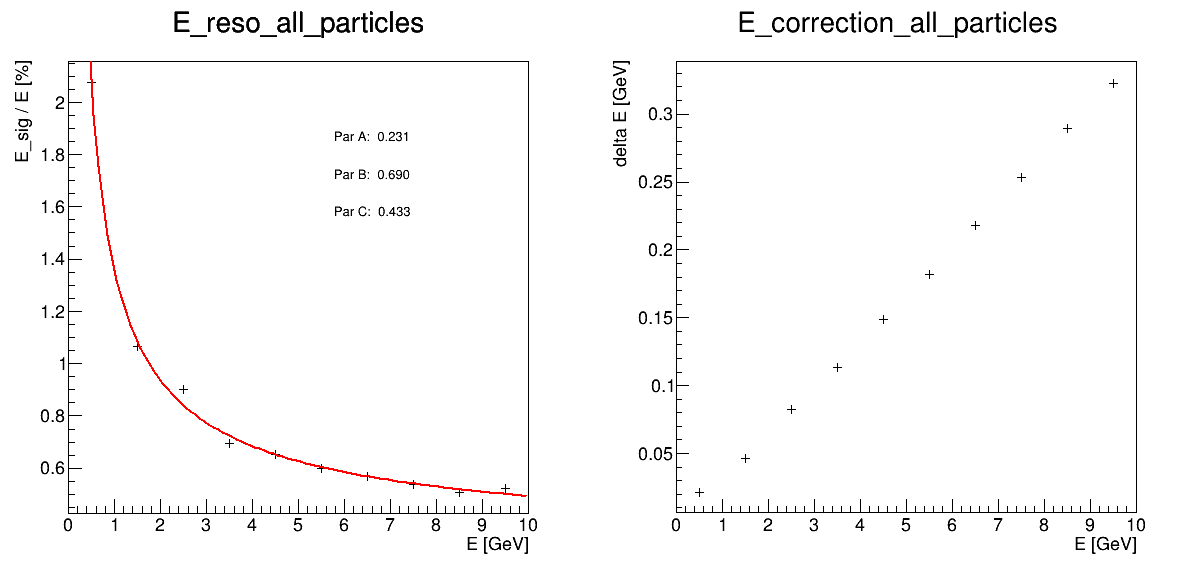 E_reso_all_particles
E_sig / E [%]
2
1.8
1.6
1.4
1.2
1
0.8
0.6
Par A: 0.231
Par B: 0.690
Par C: 0.433
0 1 2 3 4 5 6 7 8 9 10
E [GeV]
E_correction_all_particles
delta E [GeV]
0.3
0.25
0.2
0.15
0.1
0.05
0 1 2 3 4 5 6 7 8 9 10
E [GeV]